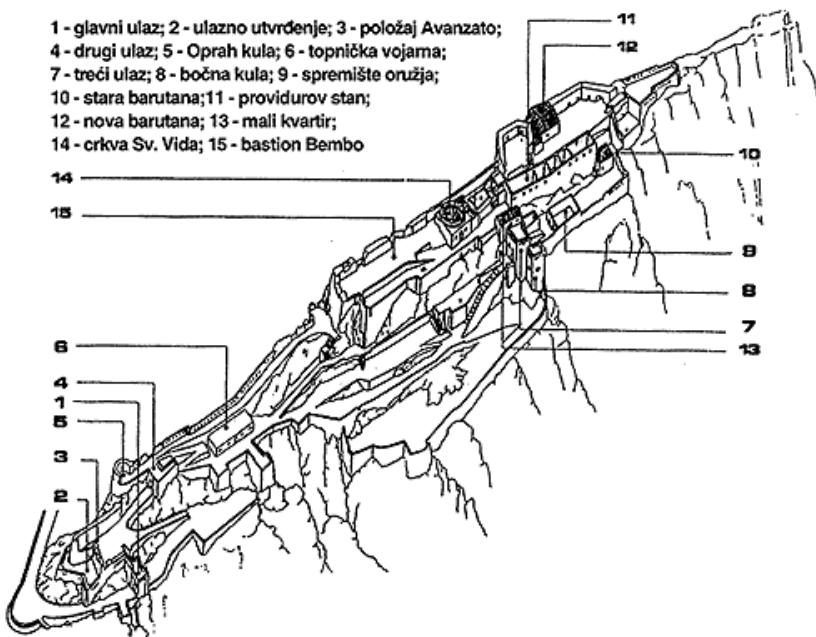 1 - glavni ulaz; 2 - ulazno utvrđenje; 3 - položaj Avanzato;
4 - drugi ulaz; 5 - Oprah kula; 6 - topnička vojarna
7 - treći ulaz; 8 - bočna kula; 9 - spremište oružja;
10 - stara barutana;11 - providurov stan;
12 - nova barutana; 13 - mali kvartir;
14 - crkva Sv. Vida; 15 - bastion Bembo
11
12
10
14
15
9
8
7
13
6
4
1
5
3
2